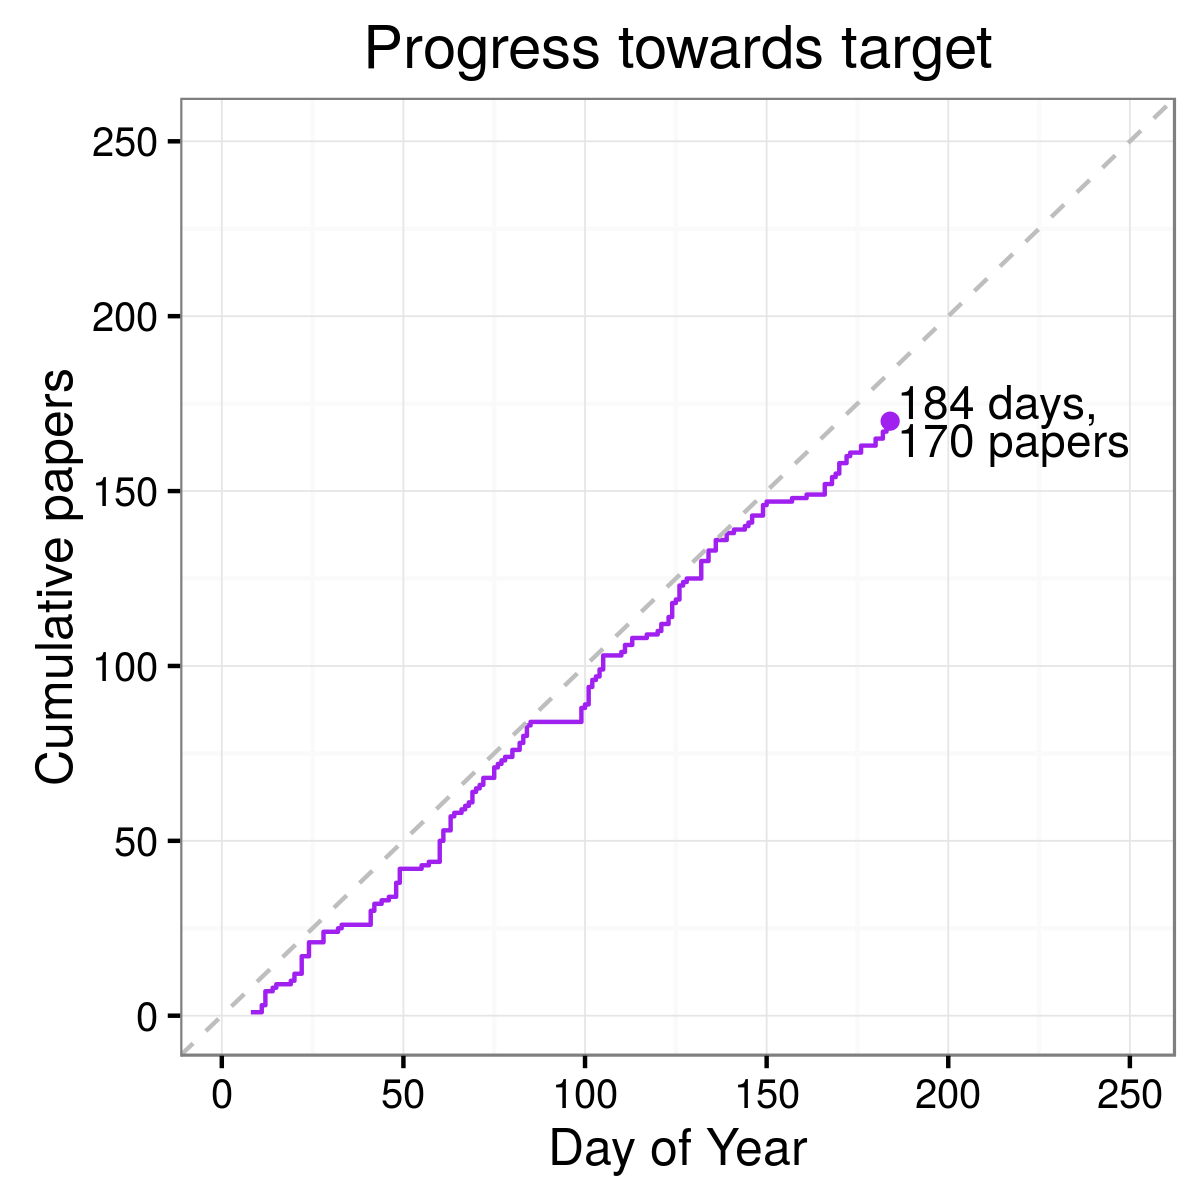 Progress towards target
250
200
150
100
50
0
Cumulative papers
184 days,
170 papers
0 50 100 150 200 250
Day of Year